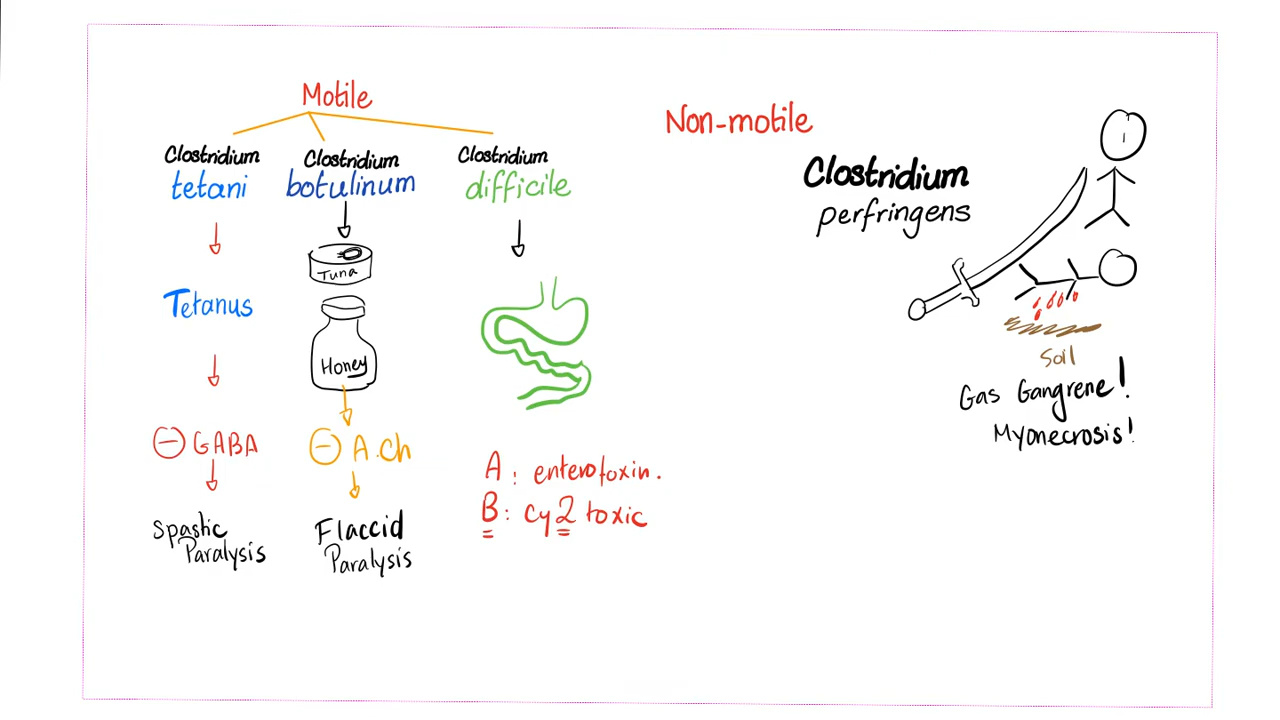 Motile
Clostridium
tetani
Tetanus
⊖ GABA
Spastic
Paralysis
Clostridium
botulinum
Tuna
Honey
⊖ A.Ch
Flaccid
Paralysis
Clostridium
difficile
A: enterotoxin.
B: Cy2 toxic
Non-motile
Clostridium
perfringens
Soil
Gas Gangrene!
Myonecrosis!